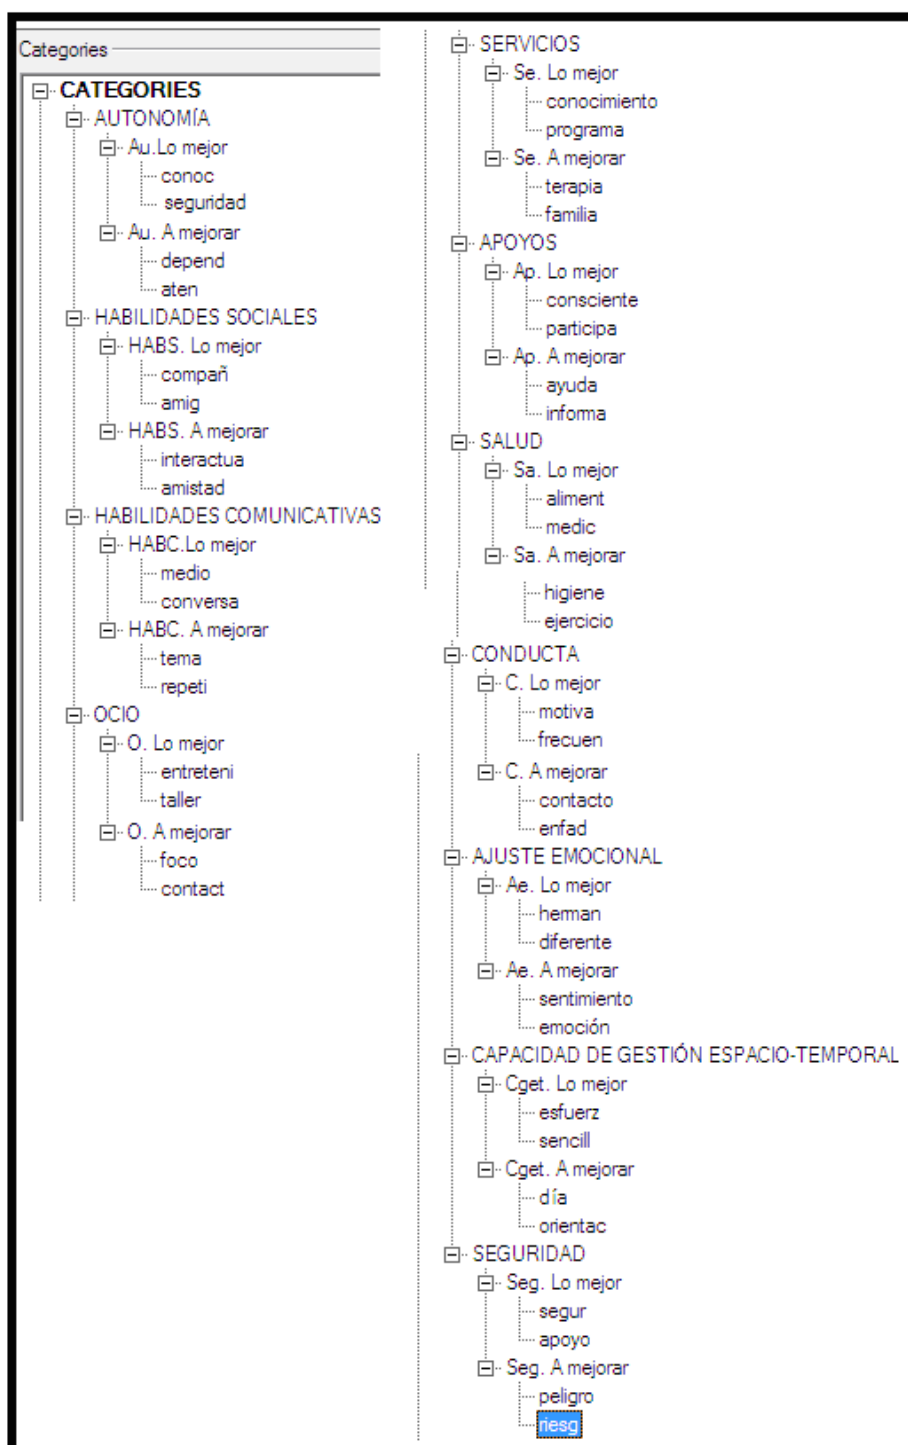 Categories
CATEGORIES
AUTONOMÍA
Au.Lo mejor
conoc
seguridad
Au. A mejorar
depend
aten
HABILIDADES SOCIALES
HABS. Lo mejor
compañ
amig
HABS. A mejorar
interactua
amistad
HABILIDADES COMUNICATIVAS
HABC.Lo mejor
medio
conversa
HABC. A mejorar
tema
repeti
OCIO
O. Lo mejor
entreteni
taller
O. A mejorar
foco
contact
SERVICIOS
Se. Lo mejor
conocimiento
programa
Se. A mejorar
terapia
familia
APOYOS
Ap. Lo mejor
consciente
participa
Ap. A mejorar
ayuda
informa
SALUD
Sa. Lo mejor
aliment
medic
Sa. A mejorar
higiene
ejercicio
CONDUCTA
C. Lo mejor
motiva
frecuen
C. A mejorar
contacto
enfad
AJUSTE EMOCIONAL
Ae. Lo mejor
herman
diferente
Ae. A mejorar
sentimiento
emoción
CAPACIDAD DE GESTIÓN ESPACIO-TEMPORAL
Cget. Lo mejor
esfuerz
sencill
Cget. A mejorar
día
orientac
SEGURIDAD
Seg. Lo mejor
segur
apoyo
Seg. A mejorar
peligro
riesg